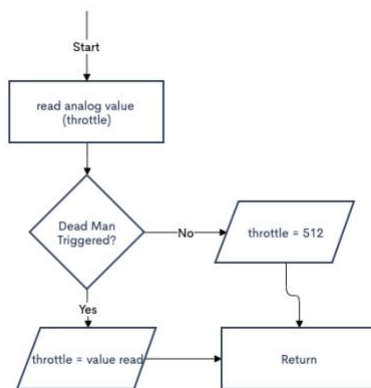 Start
read analog value
(throttle)
Dead Man
Triggered?
No
throttle = 512
Yes
throttle = value read
Return